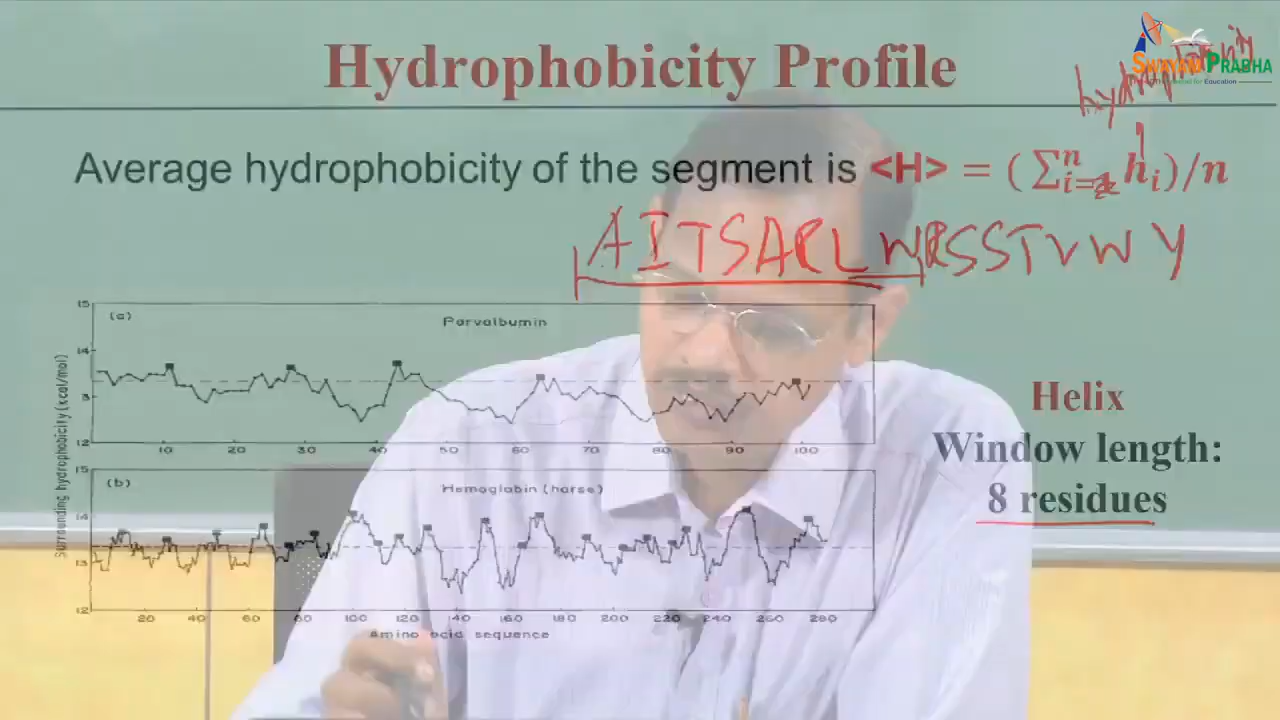 Hydrophobicity Profile
SWAYAM PRABHA
hydrophobicity
Average hydrophobicity of the segment is <H> = (∑ⁿᵢ₌₁ hᵢ)/n
AITSARLWRSSTVWY
15
(a)
Parvalbumin
14
13
12
10 20 30 40 50 60 70 80 90 100
Surrounding hydrophobicity (kcal/mol)
15
(b)
Hemoglobin (horse)
14
13
12
20 40 60 80 100 120 140 160 180 200 220 240 260 280
Amino acid sequence
Helix
Window length:
8 residues